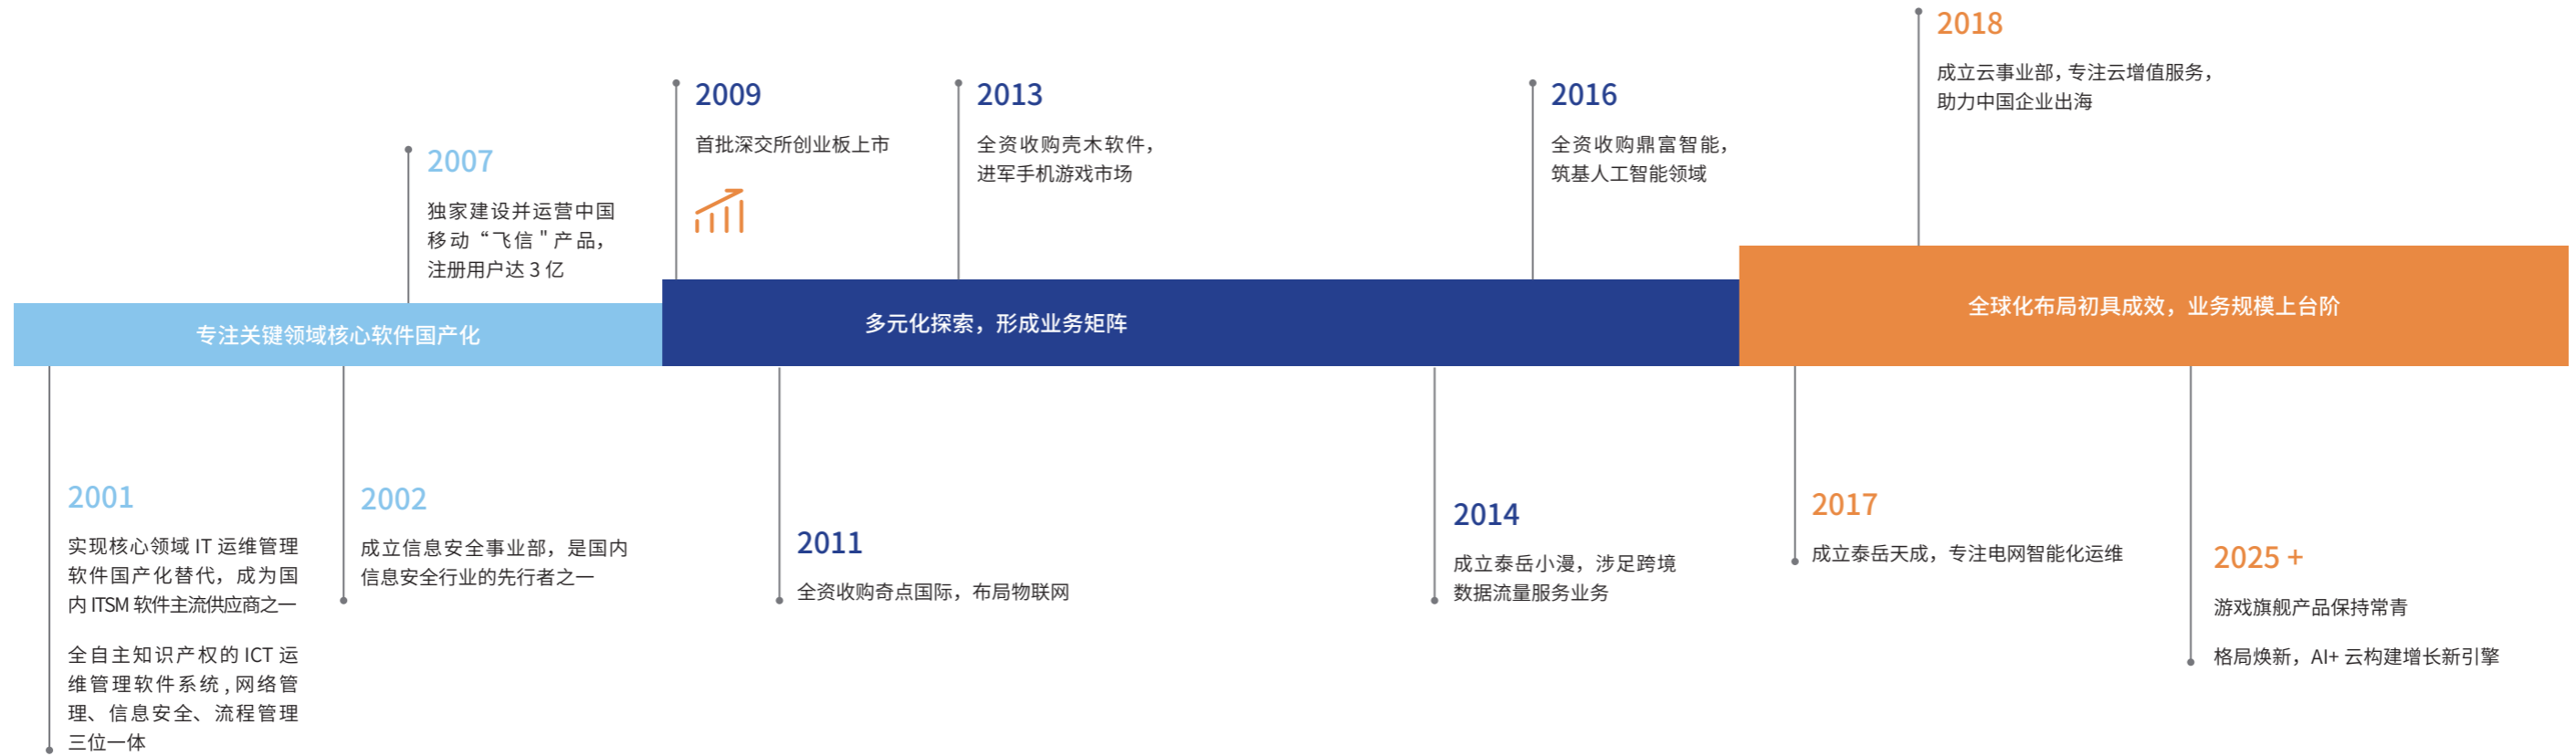 2018
成立云事业部，专注云增值服务，
助力中国企业出海
2009
首批深交所创业板上市
2013
全资收购壳木软件，
进军手机游戏市场
2016
全资收购鼎富智能，
筑基人工智能领域
2007
独家建设并运营中国
移动“飞信＂产品，
注册用户达 3 亿
专注关键领域核心软件国产化
多元化探索，形成业务矩阵
全球化布局初具成效，业务规模上台阶
2001
实现核心领域 IT 运维管理
软件国产化替代，成为国
内 ITSM 软件主流供应商之一
全自主知识产权的 ICT 运
维管理软件系统 , 网络管
理、信息安全、流程管理
三位一体
2002
成立信息安全事业部，是国内
信息安全行业的先行者之一
2011
全资收购奇点国际，布局物联网
2014
成立泰岳小漫，涉足跨境
数据流量服务业务
2017
成立泰岳天成，专注电网智能化运维
2025 +
游戏旗舰产品保持常青
格局焕新，AI+ 云构建增长新引擎